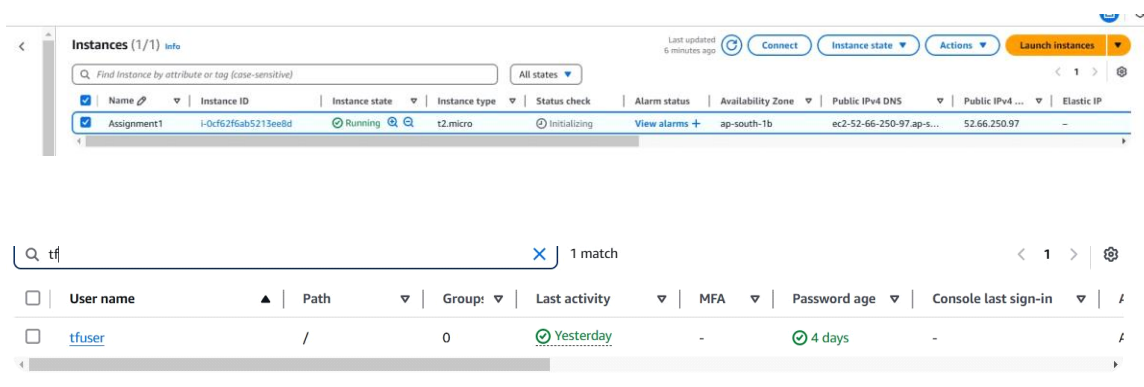 Instances (1/1) Info
Last updated
6 minutes ago
Connect
Instance state
Actions
Launch instances
Find Instance by attribute or tag (case-sensitive)
All states
1
Name Instance ID Instance state Instance type Status check Alarm status Availability Zone Public IPv4 DNS Public IPv4 ... Elastic IP
Assignment1 i-0cf62f6ab5213ee8d Running t2.micro Initializing View alarms + ap-south-1b ec2-52-66-250-97.ap-s... 52.66.250.97 –
tf 1 match 1
User name Path Group: Last activity MFA Password age Console last sign-in
tfuser / 0 Yesterday - 4 days -